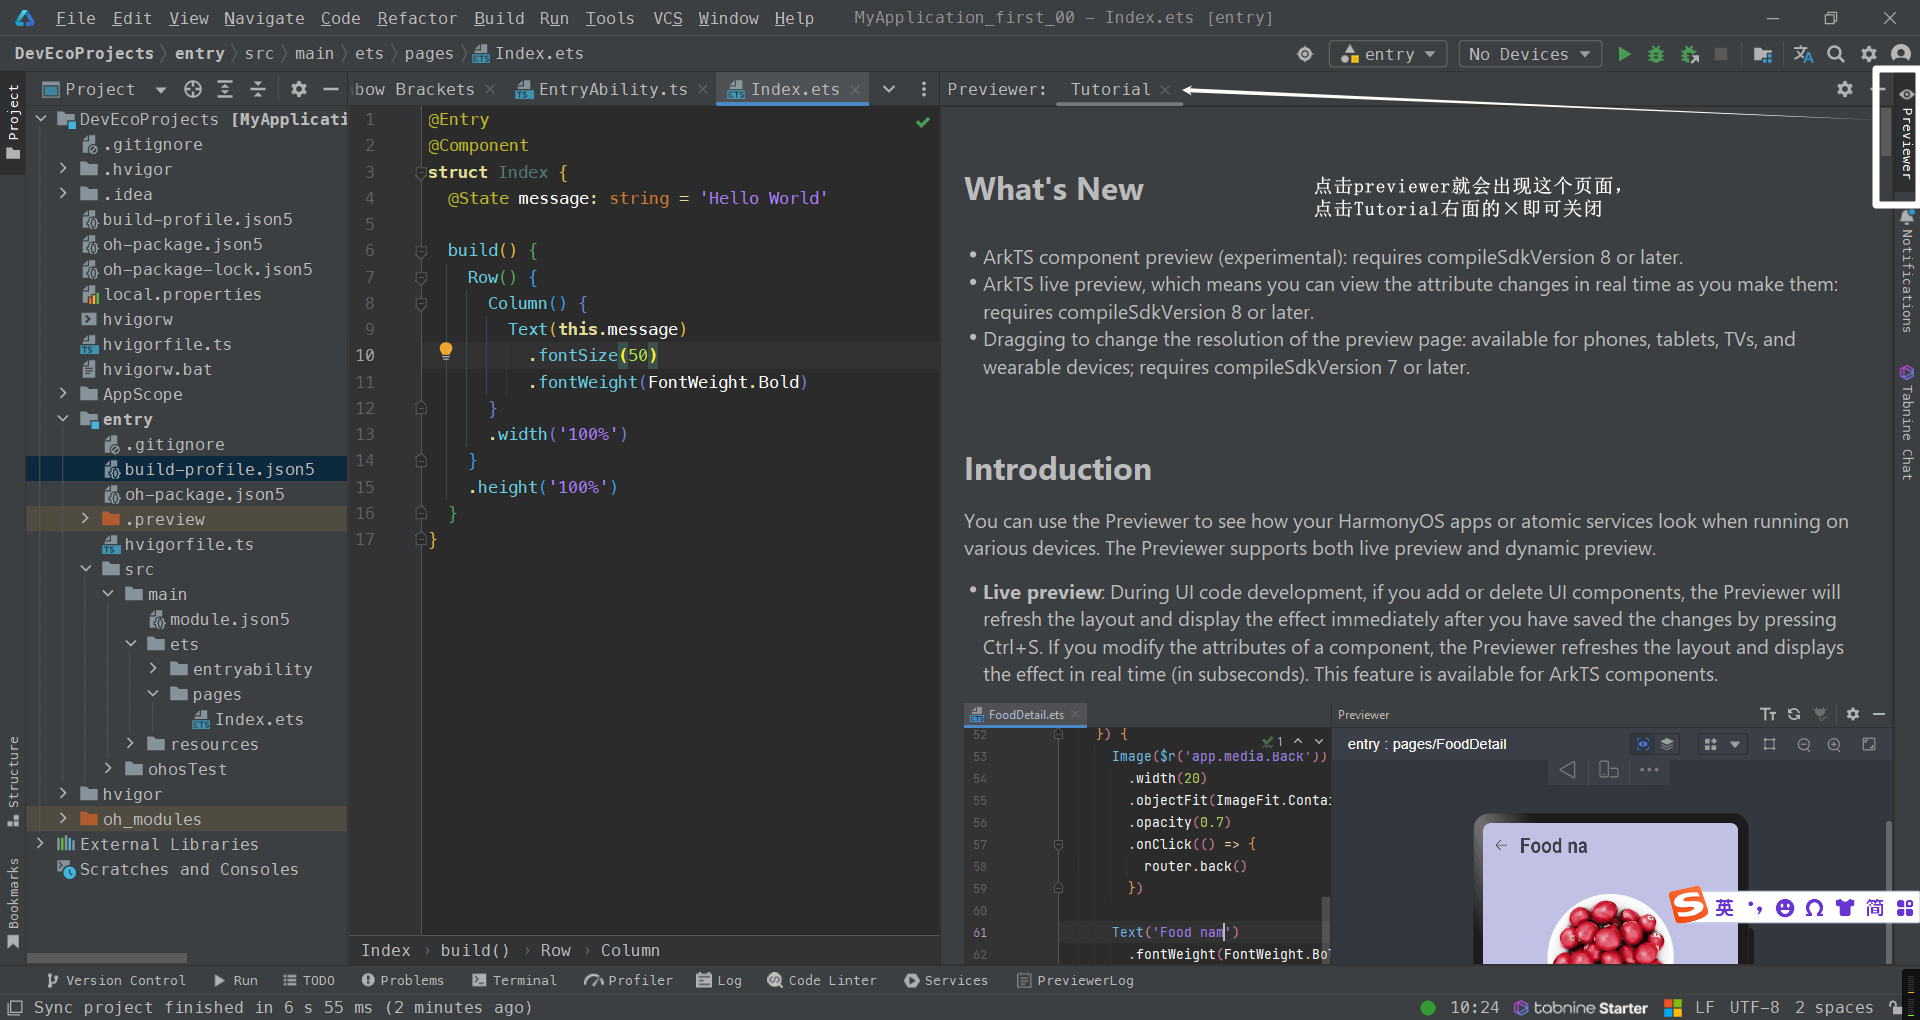 File Edit View Navigate Code Refactor Build Run Tools VCS Window Help MyApplication_first_00 – Index.ets [entry]
DevEcoProjects entry src main ets pages Index.ets
entry No Devices
Project
bow Brackets EntryAbility.ts Index.ets
Previewer: Tutorial
Project
DevEcoProjects [MyApplicati
.gitignore
.hvigor
.idea
build-profile.json5
oh-package.json5
oh-package-lock.json5
local.properties
hvigorw
hvigorfile.ts
hvigorw.bat
AppScope
entry
.gitignore
build-profile.json5
oh-package.json5
.preview
hvigorfile.ts
src
main
module.json5
ets
entryability
pages
Index.ets
resources
ohosTest
hvigor
oh_modules
External Libraries
Scratches and Consoles
Structure
Bookmarks
1 @Entry
2 @Component
3 struct Index {
4 @State message: string = 'Hello World'
5
6 build() {
7 Row() {
8 Column() {
9 Text(this.message)
10 .fontSize(50)
11 .fontWeight(FontWeight.Bold)
12 }
13 .width('100%')
14 }
15 .height('100%')
16 }
17 }
Index › build() › Row › Column
What's New
点击previewer就会出现这个页面，
点击Tutorial右面的×即可关闭
• ArkTS component preview (experimental): requires compileSdkVersion 8 or later.
• ArkTS live preview, which means you can view the attribute changes in real time as you make them:
requires compileSdkVersion 8 or later.
• Dragging to change the resolution of the preview page: available for phones, tablets, TVs, and
wearable devices; requires compileSdkVersion 7 or later.
Introduction
You can use the Previewer to see how your HarmonyOS apps or atomic services look when running on
various devices. The Previewer supports both live preview and dynamic preview.
• Live preview: During UI code development, if you add or delete UI components, the Previewer will
refresh the layout and display the effect immediately after you have saved the changes by pressing
Ctrl+S. If you modify the attributes of a component, the Previewer refreshes the layout and displays
the effect in real time (in subseconds). This feature is available for ArkTS components.
FoodDetail.ets
52 }) {
1
53 Image($r('app.media.Back'))
54 .width(20)
55 .objectFit(ImageFit.Contai
56 .opacity(0.7)
57 .onClick(() => {
58 router.back()
59 })
60
61 Text('Food nam')
62 .fontWeight(FontWeight.Bol
Previewer
entry : pages/FoodDetail
Food na
英 简
Previewer
Notifications
Tabnine Chat
Version Control Run TODO Problems Terminal Profiler Log Code Linter Services PreviewerLog
Sync project finished in 6 s 55 ms (2 minutes ago)
10:24 tabnine Starter LF UTF-8 2 spaces